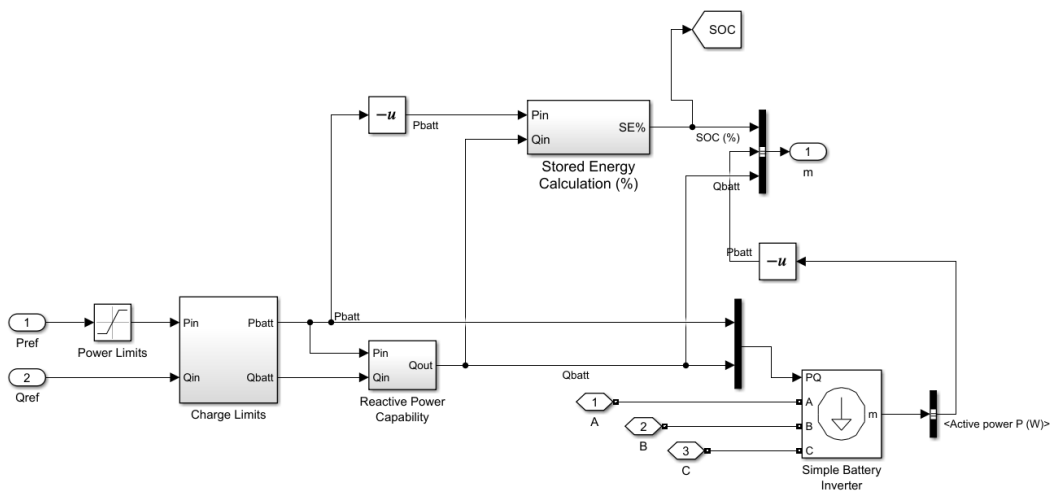 SOC
-u
Pbatt
Pin
Qin
SE%
Stored Energy
Calculation (%)
SOC (%)
Qbatt
1
m
Pbatt
-u
1
Pref
Power Limits
2
Qref
Pin
Qin
Pbatt
Qbatt
Charge Limits
Pbatt
Pin
Qin
Qout
Reactive Power
Capability
Qbatt
1
A
2
B
3
C
PQ
A
B
C
m
Simple Battery
Inverter
<Active power P (W)>